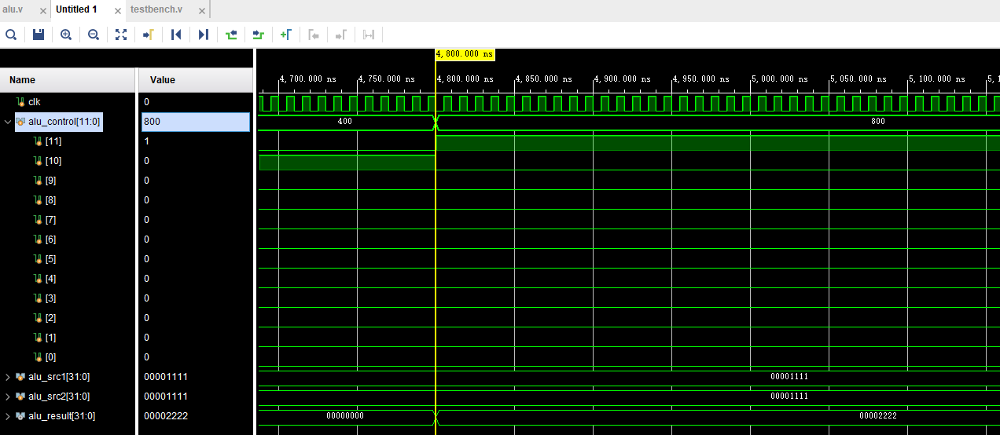 alu.v Untitled 1 testbench.v
4,800.000 ns
Name Value 4,700.000 ns 4,750.000 ns 4,800.000 ns 4,850.000 ns 4,900.000 ns 4,950.000 ns 5,000.000 ns 5,050.000 ns 5,100.000 ns 5,1
clk 0
alu_control[11:0] 800 400 800
[11] 1
[10] 0
[9] 0
[8] 0
[7] 0
[6] 0
[5] 0
[4] 0
[3] 0
[2] 0
[1] 0
[0] 0
alu_src1[31:0] 00001111 00001111
alu_src2[31:0] 00001111 00001111
alu_result[31:0] 00002222 00000000 00002222